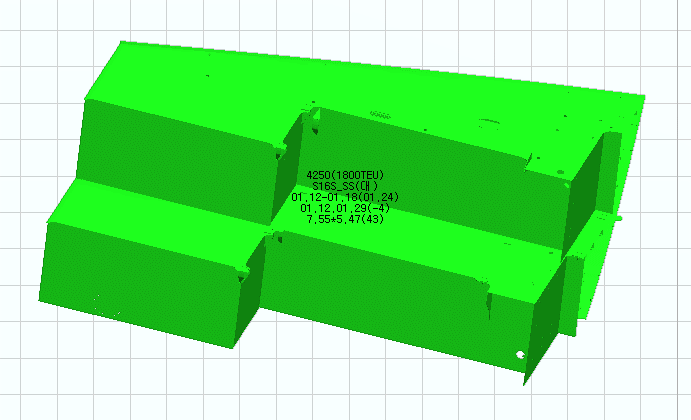 4250(1800TEU)
S16S_SS(대)
01,12-01,18(01,24)
01,12,01,29(-4)
7,55*5,47(43)